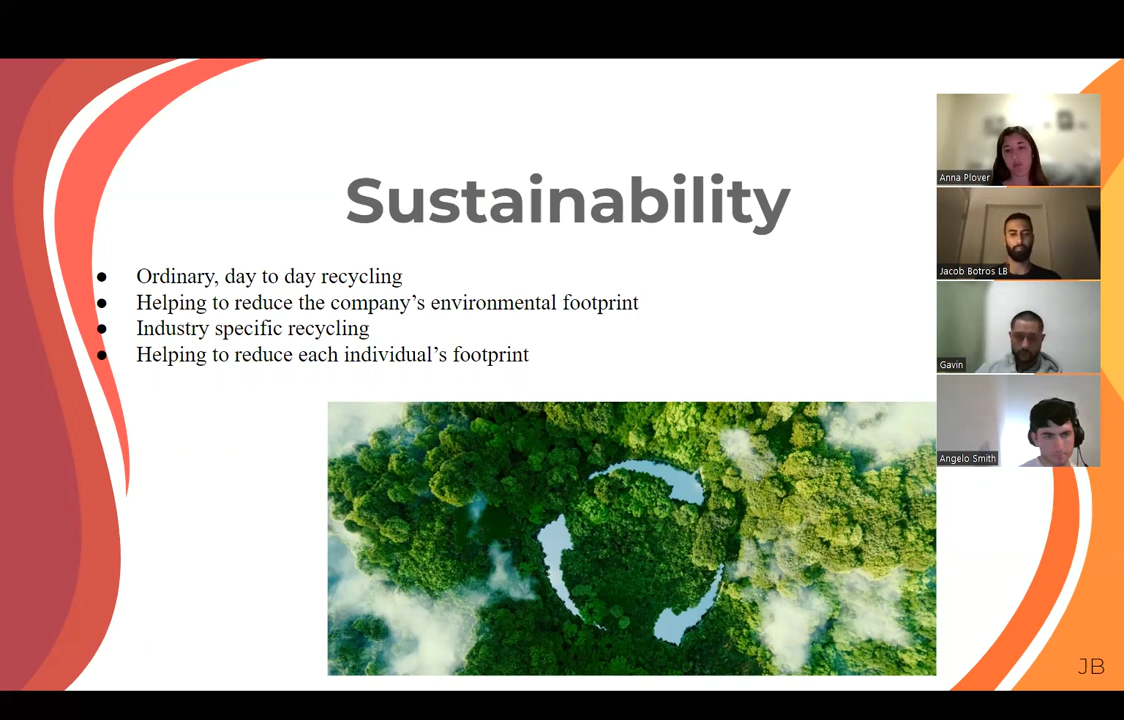 Sustainability
● Ordinary, day to day recycling
● Helping to reduce the company’s environmental footprint
● Industry specific recycling
● Helping to reduce each individual’s footprint
Anna Plover
Jacob Botros LB
Gavin
Angelo Smith
JB